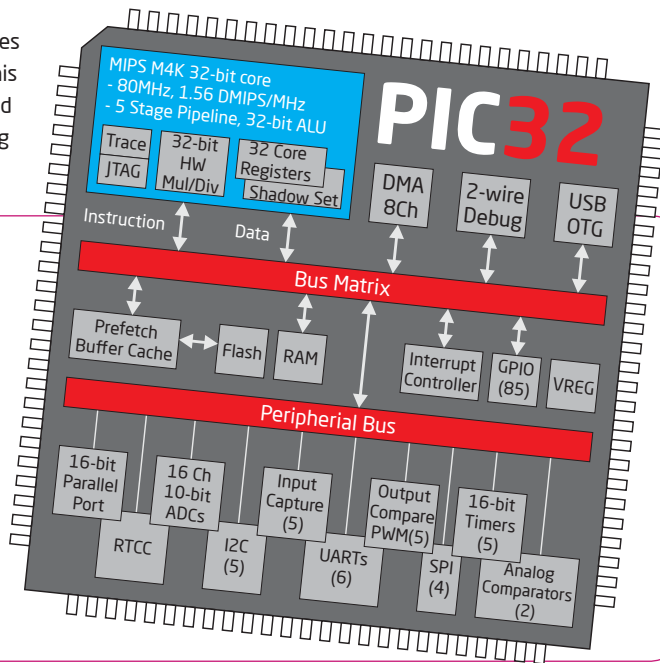 es
his
d
g
MIPS M4K 32-bit core
- 80MHz, 1.56 DMIPS/MHz
- 5 Stage Pipeline, 32-bit ALU
Trace
JTAG
32-bit
HW
Mul/Div
32 Core
Registers
Shadow Set
PIC32
DMA
8Ch
2-wire
Debug
USB
OTG
Instruction
Data
Bus Matrix
Prefetch
Buffer Cache
Flash
RAM
Interrupt
Controller
GPIO
(85)
VREG
Peripherial Bus
16-bit
Parallel
Port
RTCC
16 Ch
10-bit
ADCs
I2C
(5)
Input
Capture
(5)
UARTs
(6)
Output
Compare
PWM(5)
SPI
(4)
16-bit
Timers
(5)
Analog
Comparators
(2)